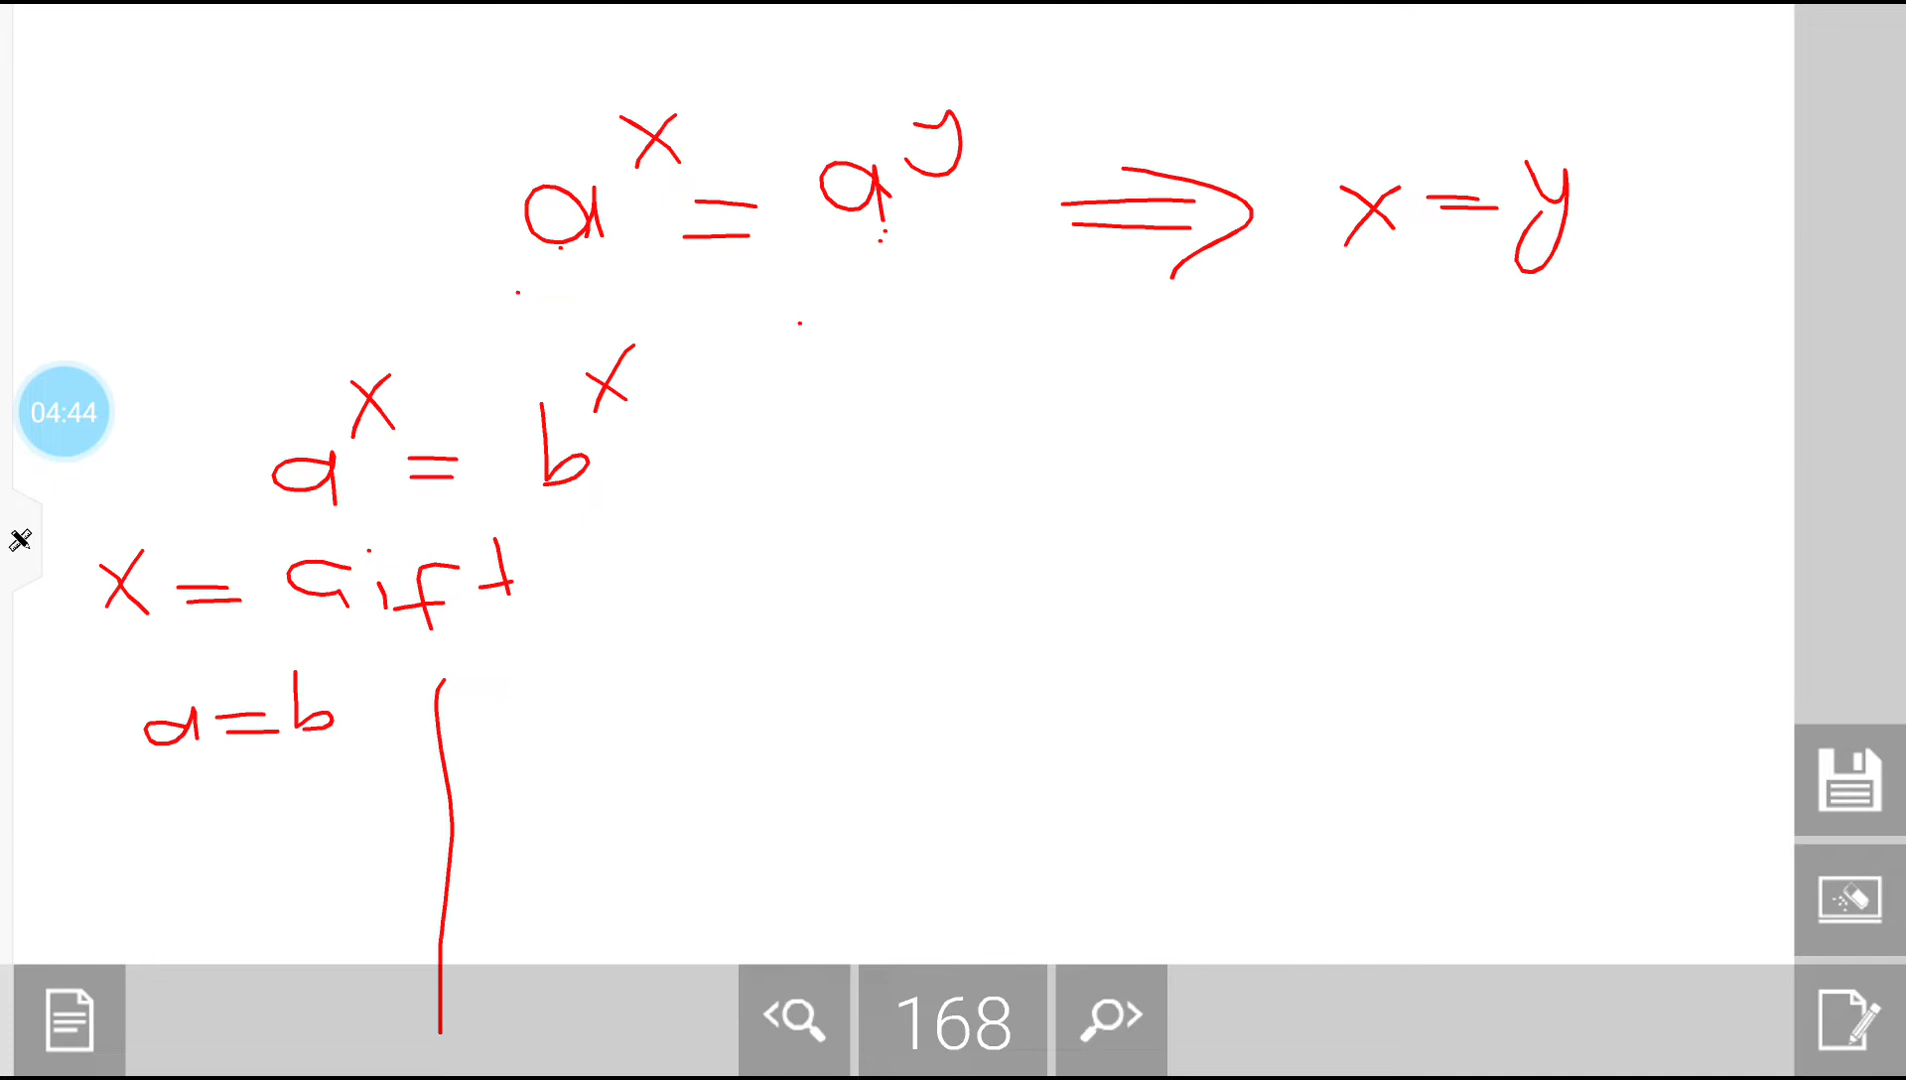 a^x = a^y ⇒ x = y
a^x = b^x
04:44
x = çift
a = b
168